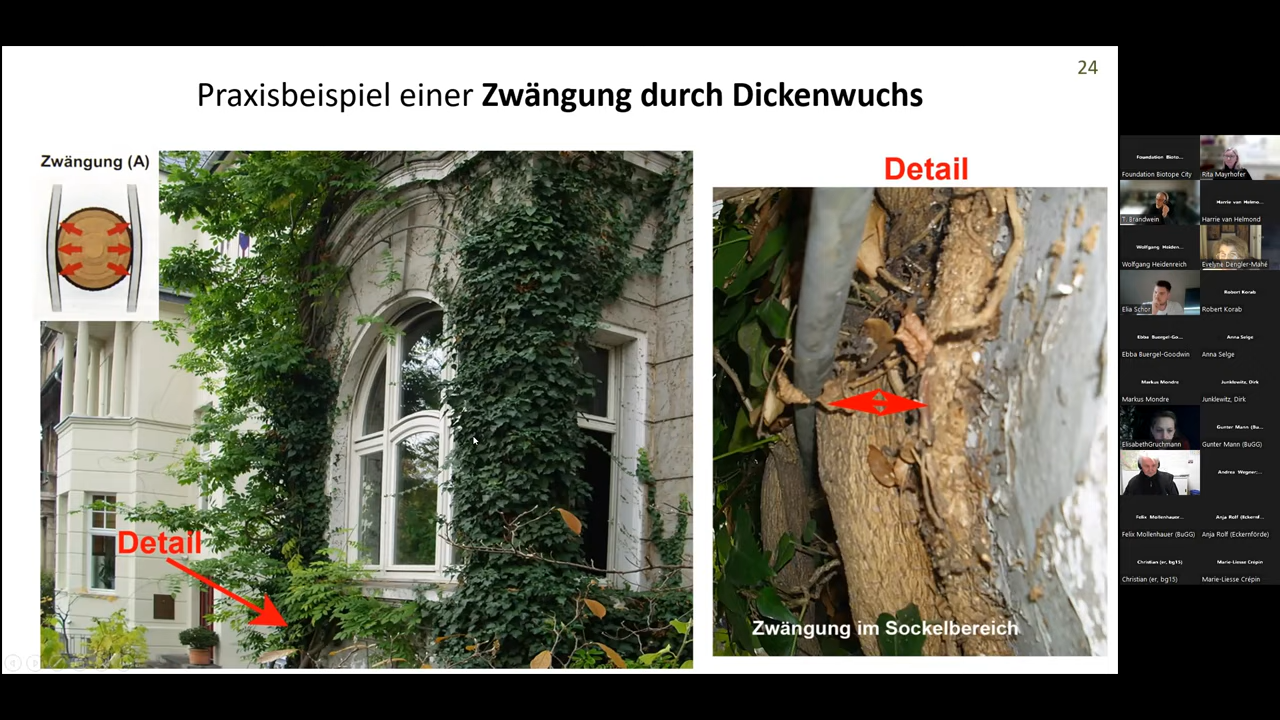 24
Praxisbeispiel einer Zwängung durch Dickenwuchs
Zwängung (A)
Detail
Detail
Zwängung im Sockelbereich
Foundation Bioto...
Foundation Biotope City
Rita Mayrhofer
T. Brandwein
Harrie van Helmo...
Harrie van Helmond
Wolfgang Heiden...
Wolfgang Heidenreich
Evelyne Dengler-Mahé
Elia Schor
Robert Korab
Robert Korab
Ebba Buergel-Go...
Ebba Buergel-Goodwin
Anna Selge
Anna Selge
Markus Mondre
Markus Mondre
Junklewitz, Dirk
Junklewitz, Dirk
ElisabethGruchmann
Gunter Mann (Bu...
Gunter Mann (BuGG)
Andrea Wegner...
Felix Mollenhauer...
Felix Mollenhauer (BuGG)
Anja Rolf (Eckernf...
Anja Rolf (Eckernförde)
Christian (er, bg15)
Christian (er, bg15)
Marie-Liesse Crépin
Marie-Liesse Crépin